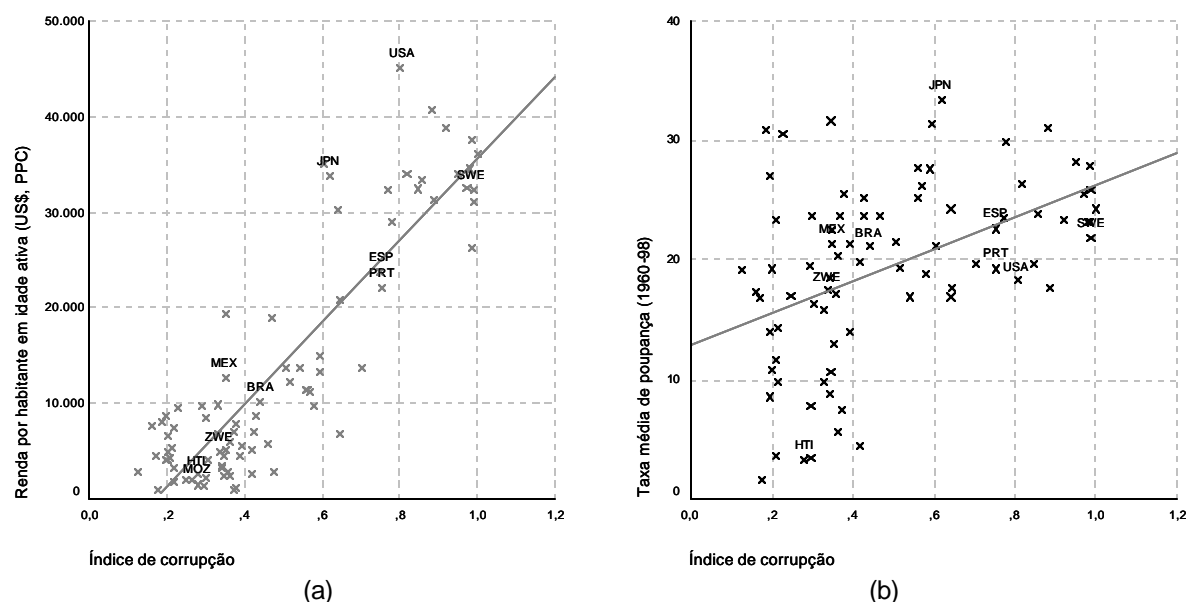 50.000
40.000
30.000
20.000
10.000
0
Renda por habitante em idade ativa (US$, PPC)
USA
JPN
SWE
ESP
PRT
MEX
BRA
ZWE
HTI
MOZ
0,0 ,2 ,4 ,6 ,8 1,0 1,2
Índice de corrupção
(a)
40
30
20
10
0
Taxa média de poupança (1960-98)
JPN
ESP
SWE
MEX
BRA
PRT
USA
ZWE
HTI
0,0 ,2 ,4 ,6 ,8 1,0 1,2
Índice de corrupção
(b)